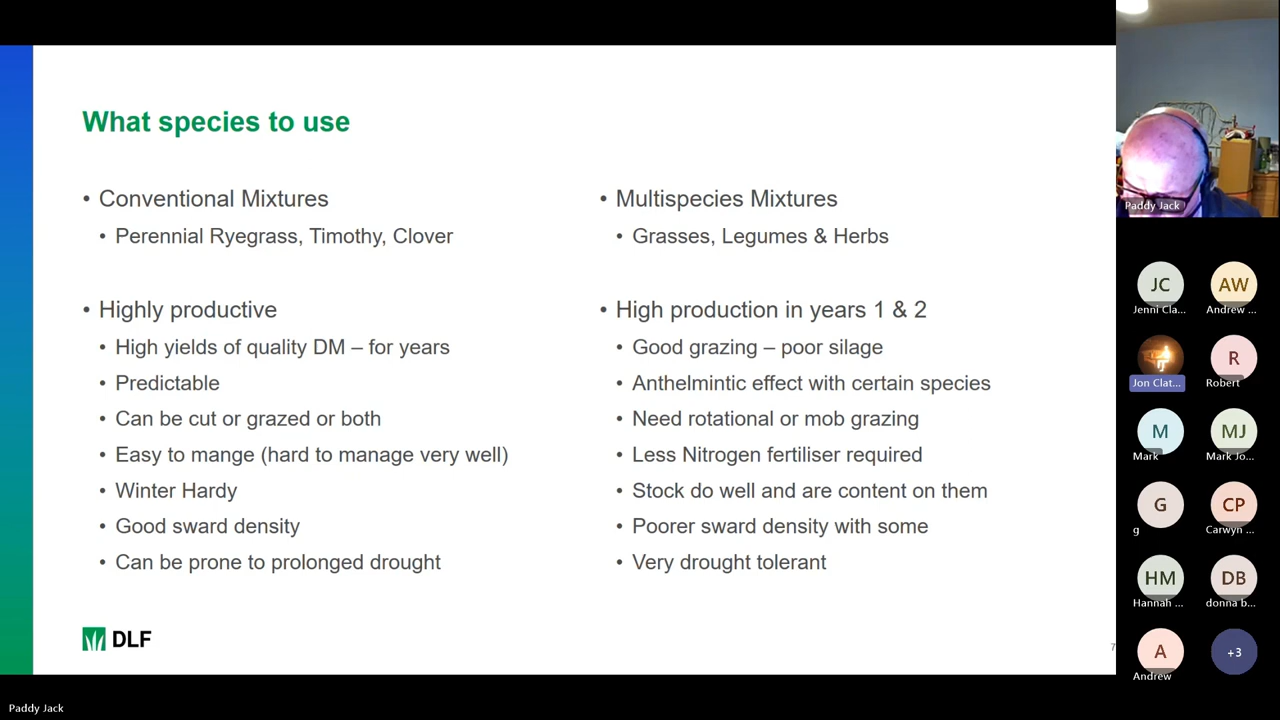 What species to use
• Conventional Mixtures
• Perennial Ryegrass, Timothy, Clover
• Highly productive
• High yields of quality DM – for years
• Predictable
• Can be cut or grazed or both
• Easy to mange (hard to manage very well)
• Winter Hardy
• Good sward density
• Can be prone to prolonged drought
• Multispecies Mixtures
• Grasses, Legumes & Herbs
• High production in years 1 & 2
• Good grazing – poor silage
• Anthelmintic effect with certain species
• Need rotational or mob grazing
• Less Nitrogen fertiliser required
• Stock do well and are content on them
• Poorer sward density with some
• Very drought tolerant
DLF
7
Paddy Jack
JC
Jenni Cla...
AW
Andrew ...
Jon Clat...
R
Robert
M
Mark
MJ
Mark Jo...
G
g
CP
Carwyn ...
HM
Hannah ...
DB
donna b...
A
Andrew
+3
Paddy Jack